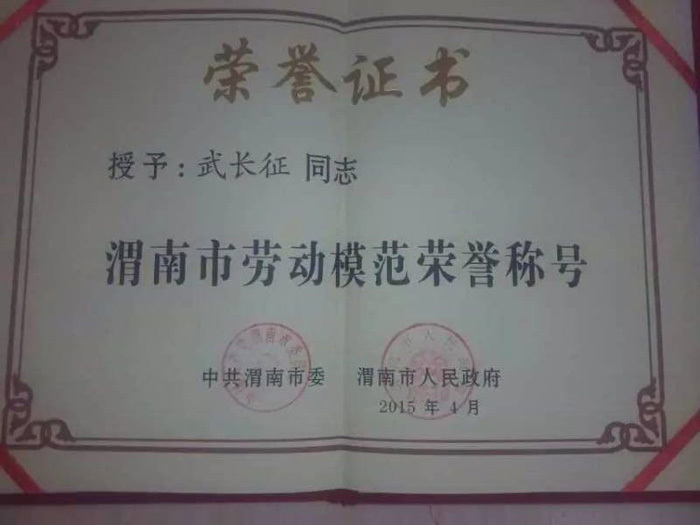 荣誉证书
授予：武长征 同志
渭南市劳动模范荣誉称号
中共渭南市委 渭南市人民政府
2015 年 4 月